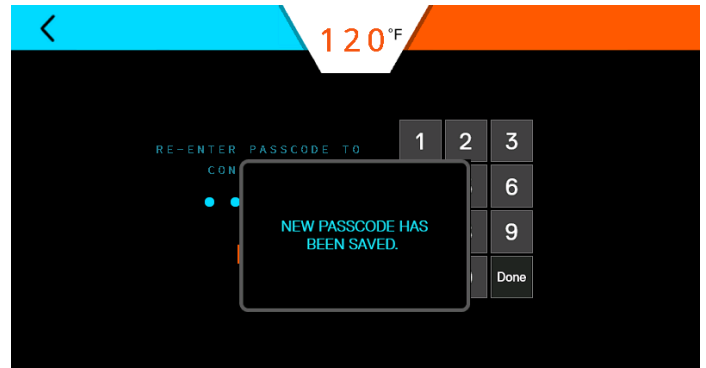 120°F
RE-ENTER PASSCODE TO
CON
1 2 3
6
NEW PASSCODE HAS
BEEN SAVED.
9
Done